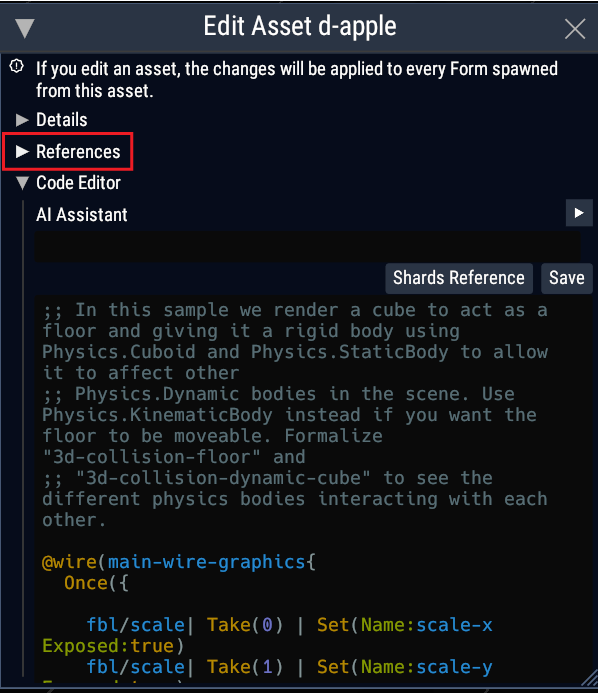 Edit Asset d-apple
If you edit an asset, the changes will be applied to every Form spawned
from this asset.
Details
References
Code Editor
AI Assistant
Shards Reference Save
;; In this sample we render a cube to act as a
floor and giving it a rigid body using
Physics.Cuboid and Physics.StaticBody to allow
it to affect other
;; Physics.Dynamic bodies in the scene. Use
Physics.KinematicBody instead if you want the
floor to be moveable. Formalize
"3d-collision-floor" and
;; "3d-collision-dynamic-cube" to see the
different physics bodies interacting with each
other.
@wire(main-wire-graphics{
Once({
fbl/scale| Take(0) | Set(Name:scale-x
Exposed:true)
fbl/scale| Take(1) | Set(Name:scale-y